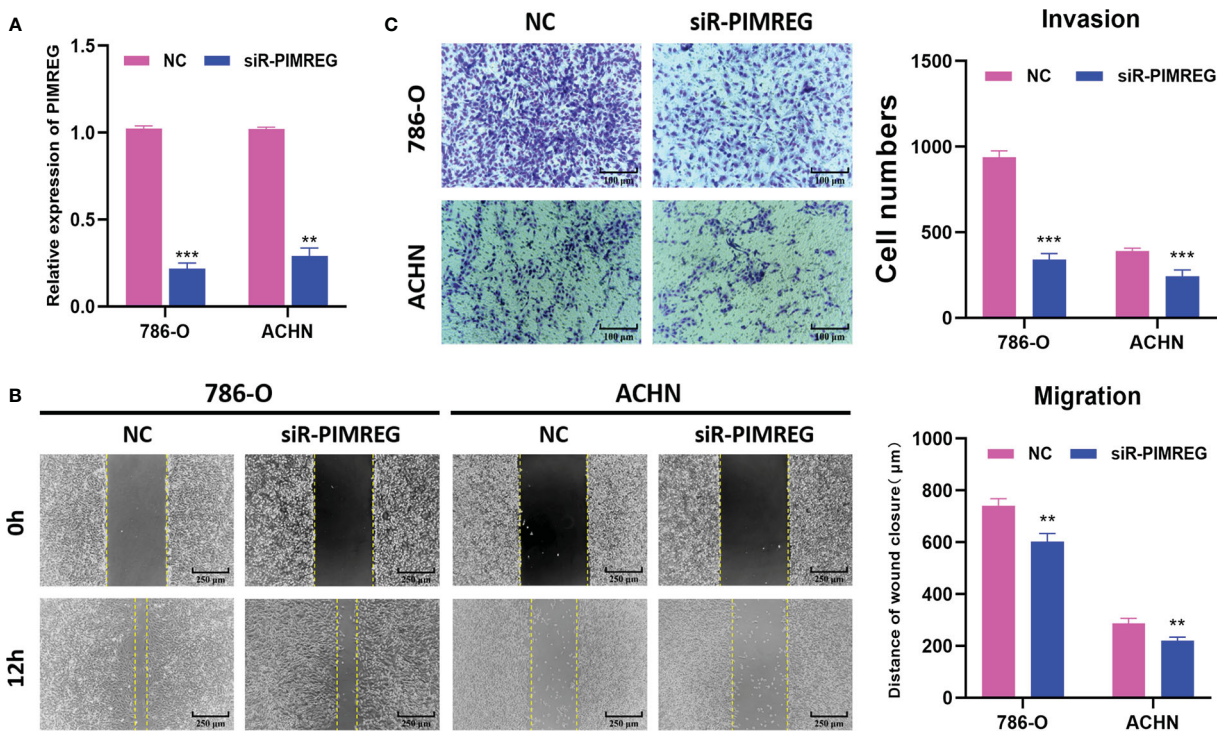 A
Relative expression of PIMREG
1.5
1.0
0.5
0.0
NC
siR-PIMREG
***
**
786-O
ACHN
C
NC
siR-PIMREG
786-O
ACHN
100 μm
100 μm
100 μm
100 μm
Invasion
NC
siR-PIMREG
Cell numbers
1500
1000
500
0
***
***
786-O
ACHN
B
786-O
ACHN
NC
siR-PIMREG
NC
siR-PIMREG
0h
250 μm
250 μm
250 μm
250 μm
12h
250 μm
250 μm
250 μm
250 μm
Migration
NC
siR-PIMREG
Distance of wound closure(μm)
1000
800
600
400
200
0
**
**
786-O
ACHN